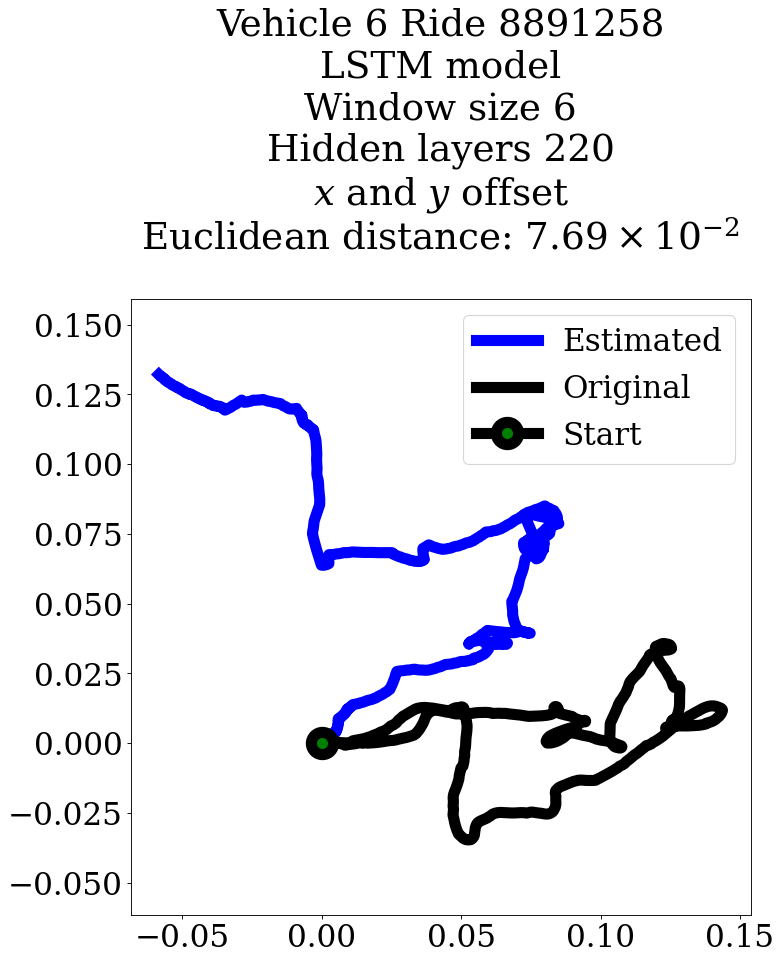 Vehicle 6 Ride 8891258
LSTM model
Window size 6
Hidden layers 220
x and y offset
Euclidean distance: 7.69 × 10⁻²
Estimated
Original
Start
0.150
0.125
0.100
0.075
0.050
0.025
0.000
−0.025
−0.050
−0.05 0.00 0.05 0.10 0.15